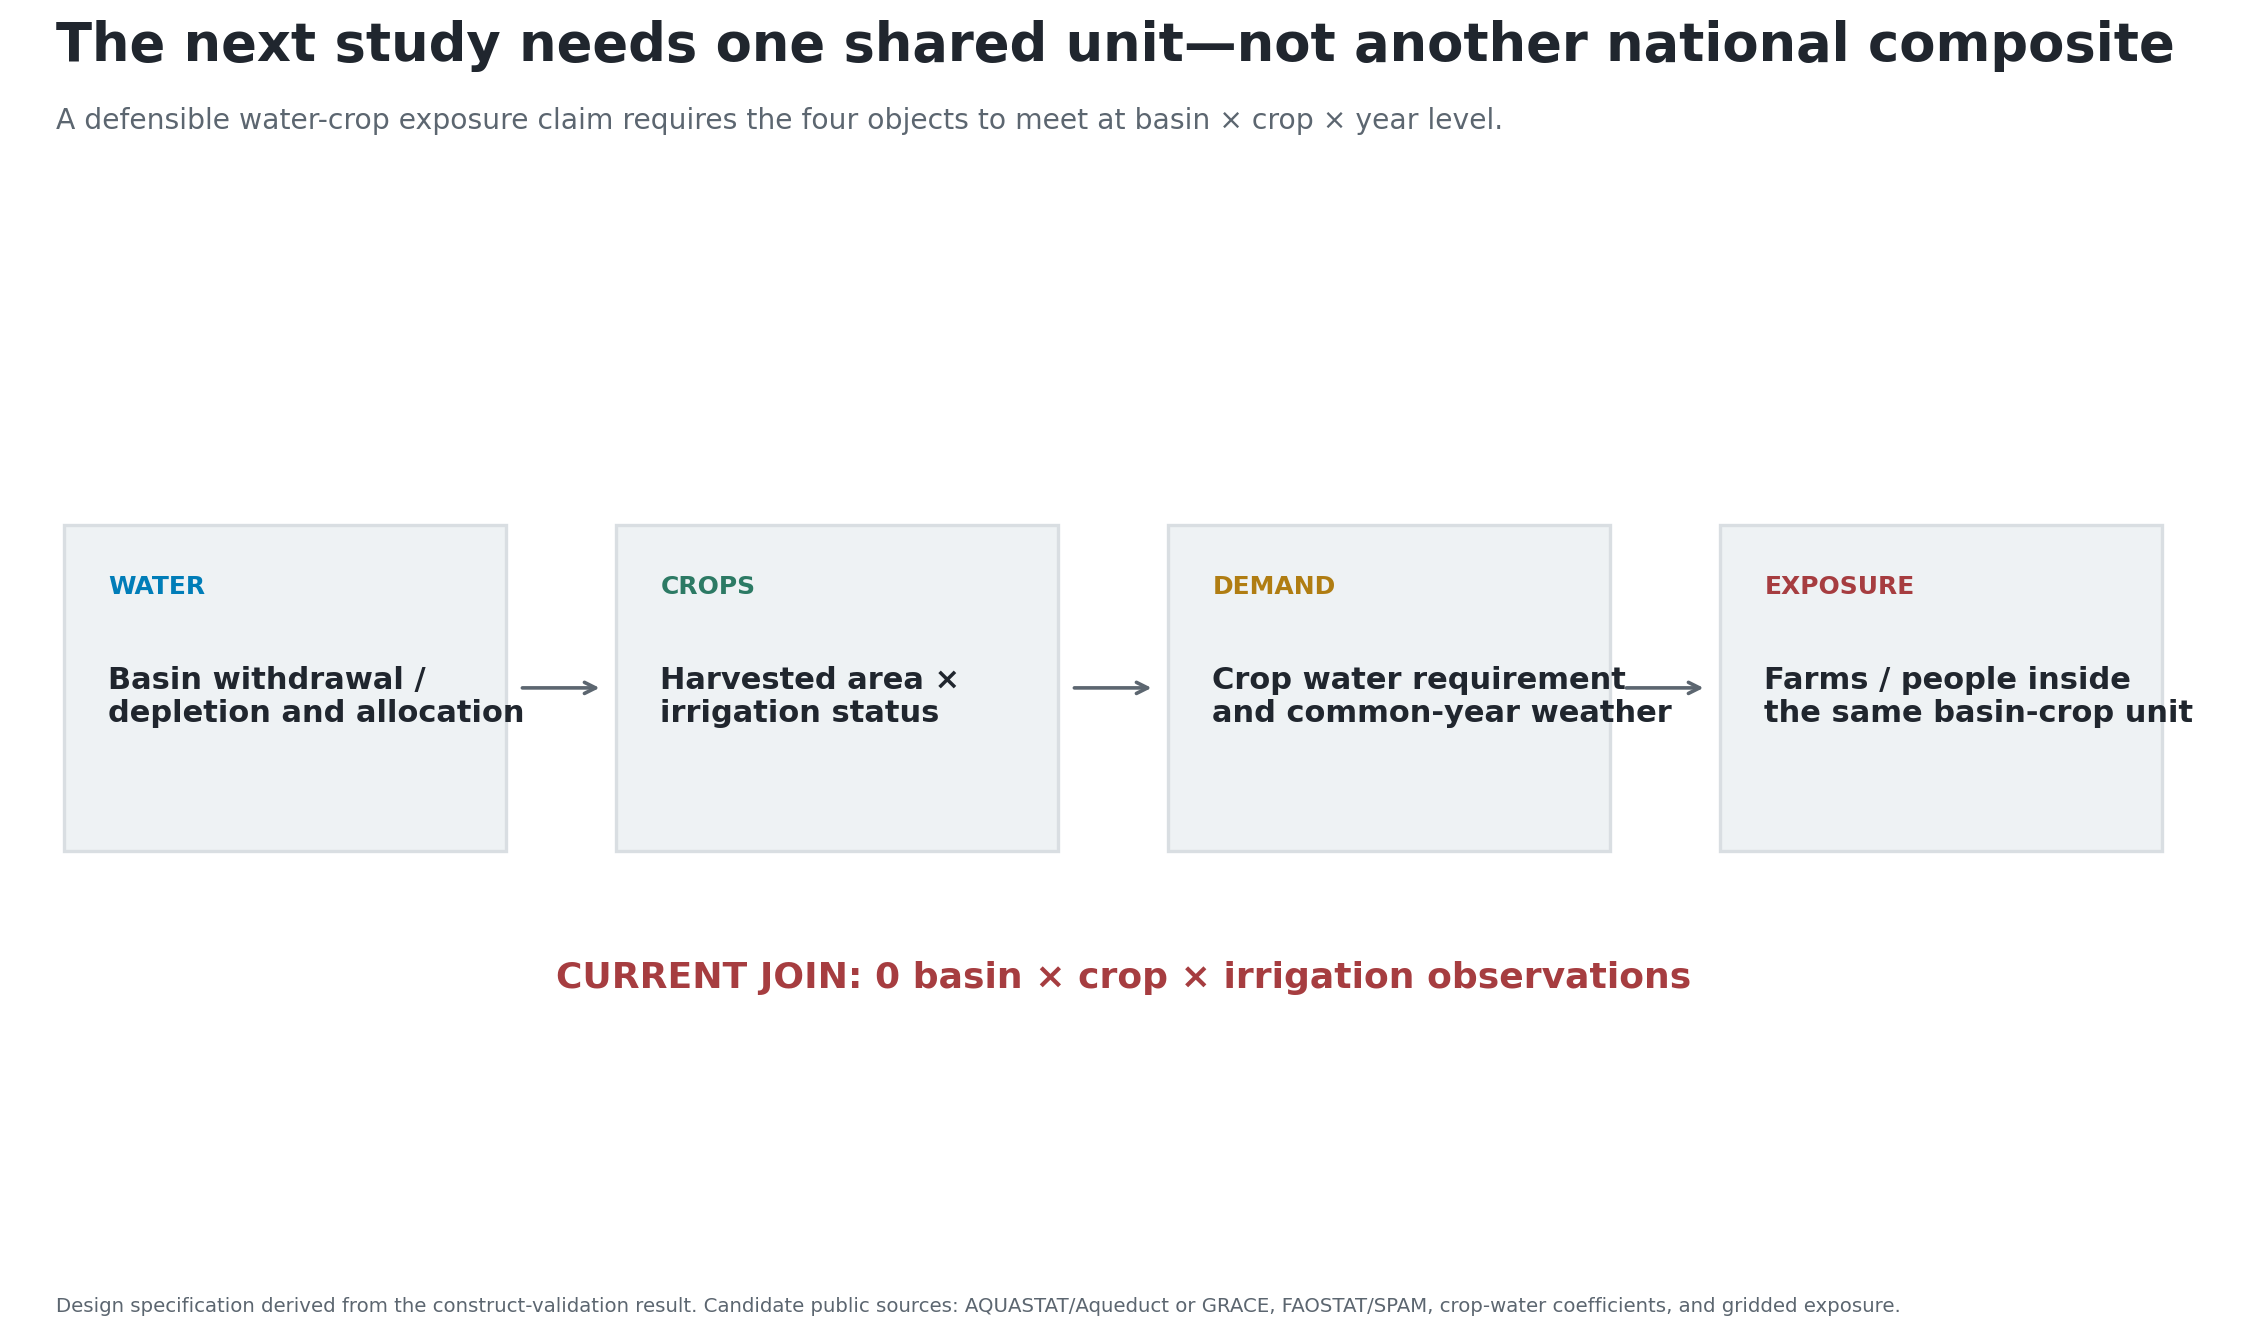 The next study needs one shared unit—not another national composite
A defensible water-crop exposure claim requires the four objects to meet at basin × crop × year level.
WATER
Basin withdrawal /
depletion and allocation
CROPS
Harvested area ×
irrigation status
DEMAND
Crop water requirement
and common-year weather
EXPOSURE
Farms / people inside
the same basin-crop unit
CURRENT JOIN: 0 basin × crop × irrigation observations
Design specification derived from the construct-validation result. Candidate public sources: AQUASTAT/Aqueduct or GRACE, FAOSTAT/SPAM, crop-water coefficients, and gridded exposure.